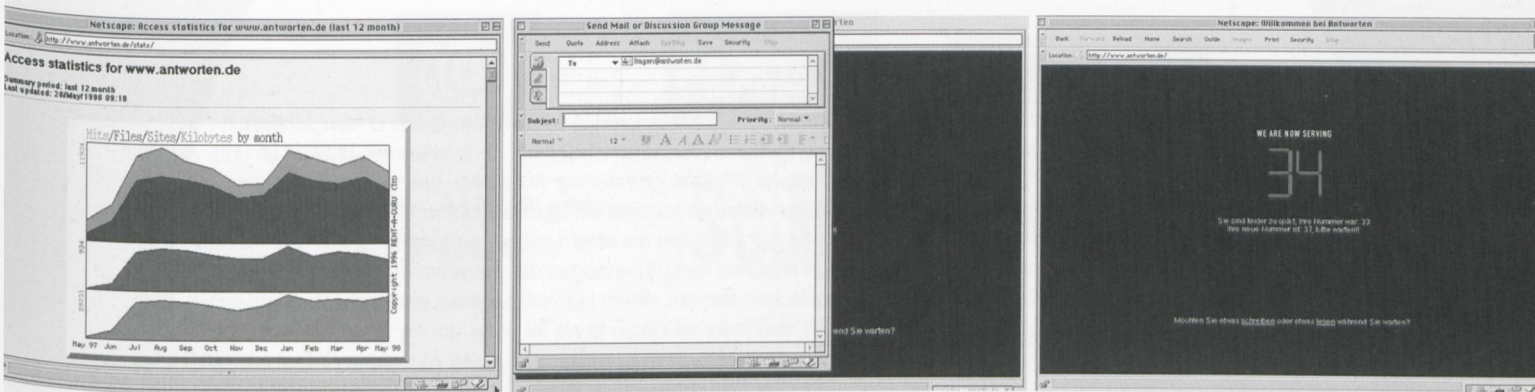 Netscape: Access statistics for www.antworten.de (last 12 month)
Location: http://www.antworten.de/stats/
Access statistics for www.antworten.de
Summary period: last 12 month
Last updated: 28/May/1998 09:18
Hits/Files/Sites/Kilobytes by month
11924
904
Copyright 1996 RENT-A-GURU
May 97 Jun Jul Aug Sep Oct Nov Dec Jan Feb Mar Apr May 98
Send Mail or Discussion Group Message
Send Quote Address Attach Spelling Save Security Stop
To fragen@antworten.de
Subject: Priority: Normal
Normal 12
rten
end Sie warten?
Netscape: Willkommen bei Antworten
Back Forward Reload Home Search Guide Images Print Security Stop
Location: http://www.antworten.de/
WE ARE NOW SERVING
34
Sie sind leider zu spät, Ihre Nummer war: 33
Ihre neue Nummer ist: 37, bitte warten!!
Möchten Sie etwas schreiben oder etwas lesen während Sie warten?